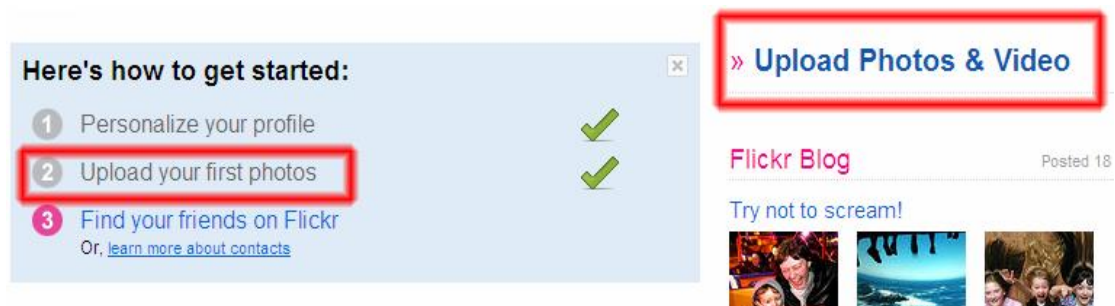 Here's how to get started:
1 Personalize your profile
2 Upload your first photos
3 Find your friends on Flickr
Or, learn more about contacts
» Upload Photos & Video
Flickr Blog Posted 18
Try not to scream!